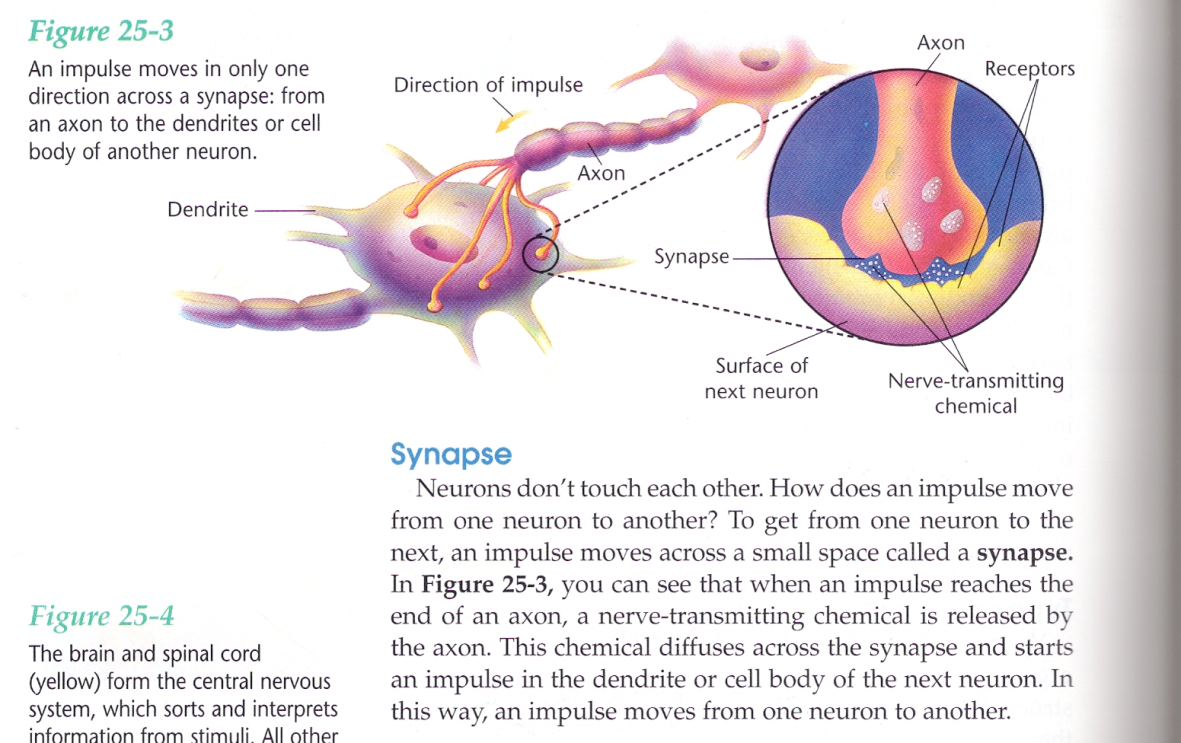 Figure 25-3
An impulse moves in only one
direction across a synapse: from
an axon to the dendrites or cell
body of another neuron.
Direction of impulse
Axon
Receptors
Axon
Dendrite
Synapse
Surface of
next neuron
Nerve-transmitting
chemical
Synapse
Neurons don't touch each other. How does an impulse move
from one neuron to another? To get from one neuron to the
next, an impulse moves across a small space called a synapse.
In Figure 25-3, you can see that when an impulse reaches the
end of an axon, a nerve-transmitting chemical is released by
the axon. This chemical diffuses across the synapse and starts
an impulse in the dendrite or cell body of the next neuron. In
this way, an impulse moves from one neuron to another.
Figure 25-4
The brain and spinal cord
(yellow) form the central nervous
system, which sorts and interprets
information from stimuli. All other